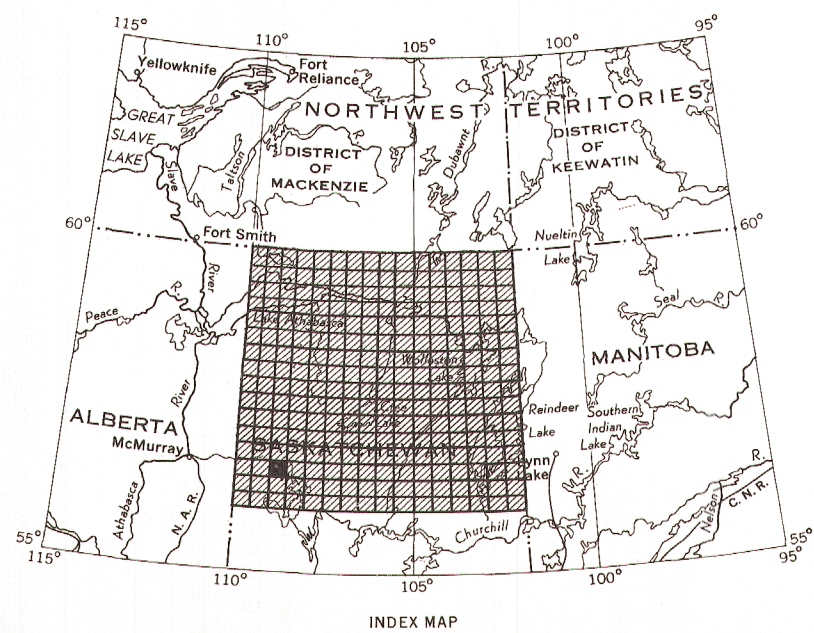 115°
110°
105°
100°
95°
Yellowknife
Fort
Reliance
R.
NORTHWEST TERRITORIES
GREAT
SLAVE
LAKE
Slave
Taltson
DISTRICT
OF
MACKENZIE
Dubawnt
DISTRICT
OF
KEEWATIN
60°
Fort Smith
Nueltin
Lake
60°
River
R.
Peace
Lake Athabasca
Seal R.
Wollaston
Lake
MANITOBA
River
Cree
Lake
Reindeer
Lake
Southern
Indian
Lake
ALBERTA
McMurray
SASKATCHEWAN
Lynn
Lake
M.R.
R.
Athabasca
N. A. R.
Nelson
C. N. R.
Churchill
55°
115°
110°
105°
100°
55°
95°
INDEX MAP